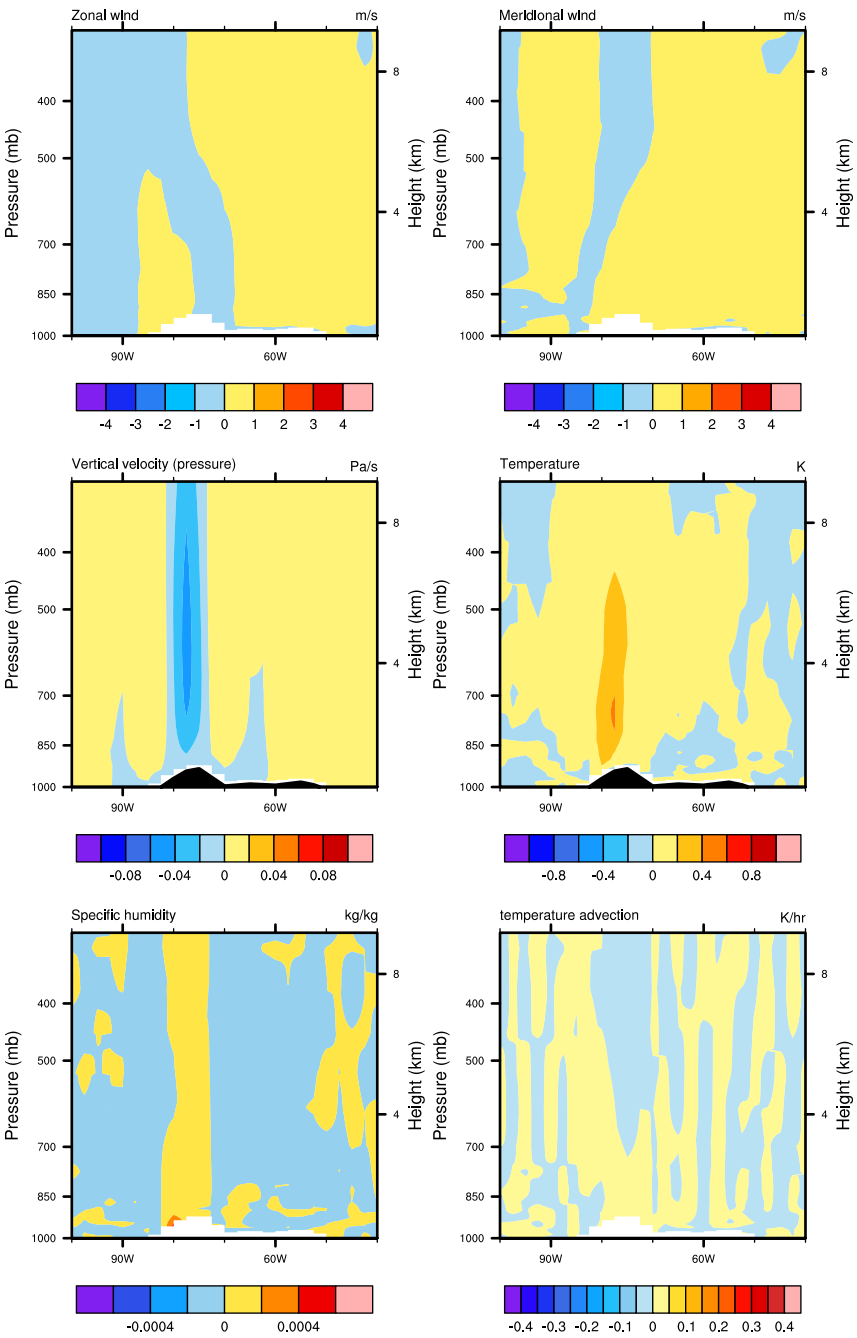 Zonal wind m/s
Pressure (mb)
400
500
700
850
1000
8
4
Height (km)
90W 60W
-4 -3 -2 -1 0 1 2 3 4
Meridional wind m/s
Pressure (mb)
400
500
700
850
1000
8
4
Height (km)
90W 60W
-4 -3 -2 -1 0 1 2 3 4
Vertical velocity (pressure) Pa/s
Pressure (mb)
400
500
700
850
1000
8
4
Height (km)
90W 60W
-0.08 -0.04 0 0.04 0.08
Temperature K
Pressure (mb)
400
500
700
850
1000
8
4
Height (km)
90W 60W
-0.8 -0.4 0 0.4 0.8
Specific humidity kg/kg
Pressure (mb)
400
500
700
850
1000
8
4
Height (km)
90W 60W
-0.0004 0 0.0004
temperature advection K/hr
Pressure (mb)
400
500
700
850
1000
8
4
Height (km)
90W 60W
-0.4 -0.3 -0.2 -0.1 0 0.1 0.2 0.3 0.4